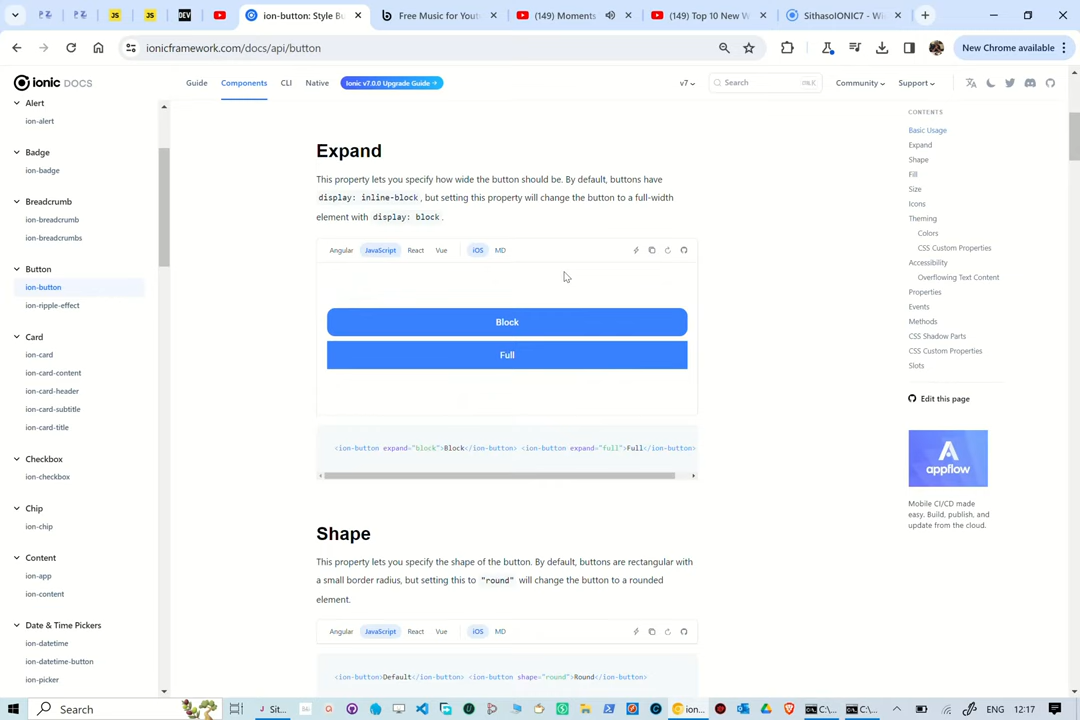 ion-button: Style Bu
Free Music for Yout
(149) Moments
(149) Top 10 New W
SithasoIONIC7 - Wi
ionicframework.com/docs/api/button
New Chrome available
ionic DOCS
Guide
Components
CLI
Native
Ionic v7.0.0 Upgrade Guide →
v7
Search
Community
Support
Alert
ion-alert
Badge
ion-badge
Breadcrumb
ion-breadcrumb
ion-breadcrumbs
Button
ion-button
ion-ripple-effect
Card
ion-card
ion-card-content
ion-card-header
ion-card-subtitle
ion-card-title
Checkbox
ion-checkbox
Chip
ion-chip
Content
ion-app
ion-content
Date & Time Pickers
ion-datetime
ion-datetime-button
ion-picker
Expand
This property lets you specify how wide the button should be. By default, buttons have
display: inline-block, but setting this property will change the button to a full-width
element with display: block.
Angular JavaScript React Vue iOS MD
Block
Full
<ion-button expand="block">Block</ion-button> <ion-button expand="full">Full</ion-button>
Shape
This property lets you specify the shape of the button. By default, buttons are rectangular with
a small border radius, but setting this to "round" will change the button to a rounded
element.
Angular JavaScript React Vue iOS MD
<ion-button>Default</ion-button> <ion-button shape="round">Round</ion-button>
CONTENTS
Basic Usage
Expand
Shape
Fill
Size
Icons
Theming
Colors
CSS Custom Properties
Accessibility
Overflowing Text Content
Properties
Events
Methods
CSS Shadow Parts
CSS Custom Properties
Slots
Edit this page
appflow
Mobile CI/CD made
easy. Build, publish, and
update from the cloud.
Search
Sit...
ion...
C:\...
C:\...
ENG
12:17